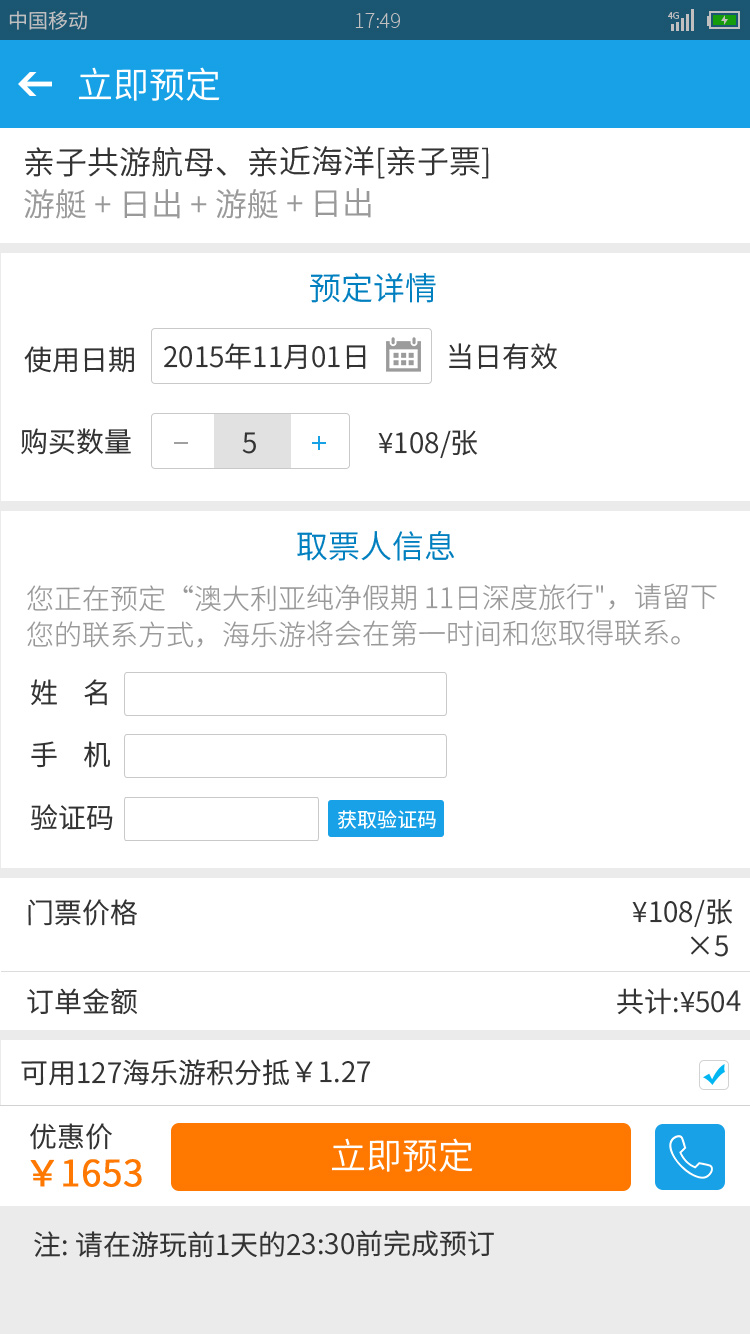 中国移动 17:49 4G
立即预定
亲子共游航母、亲近海洋[亲子票]
游艇 + 日出 + 游艇 + 日出
预定详情
使用日期 2015年11月01日 当日有效
购买数量 － 5 + ¥108/张
取票人信息
您正在预定“澳大利亚纯净假期 11日深度旅行"，请留下
您的联系方式，海乐游将会在第一时间和您取得联系。
姓 名
手 机
验证码 获取验证码
门票价格 ¥108/张
×5
订单金额 共计:¥504
可用127海乐游积分抵￥1.27
优惠价
￥1653
立即预定
注: 请在游玩前1天的23:30前完成预订